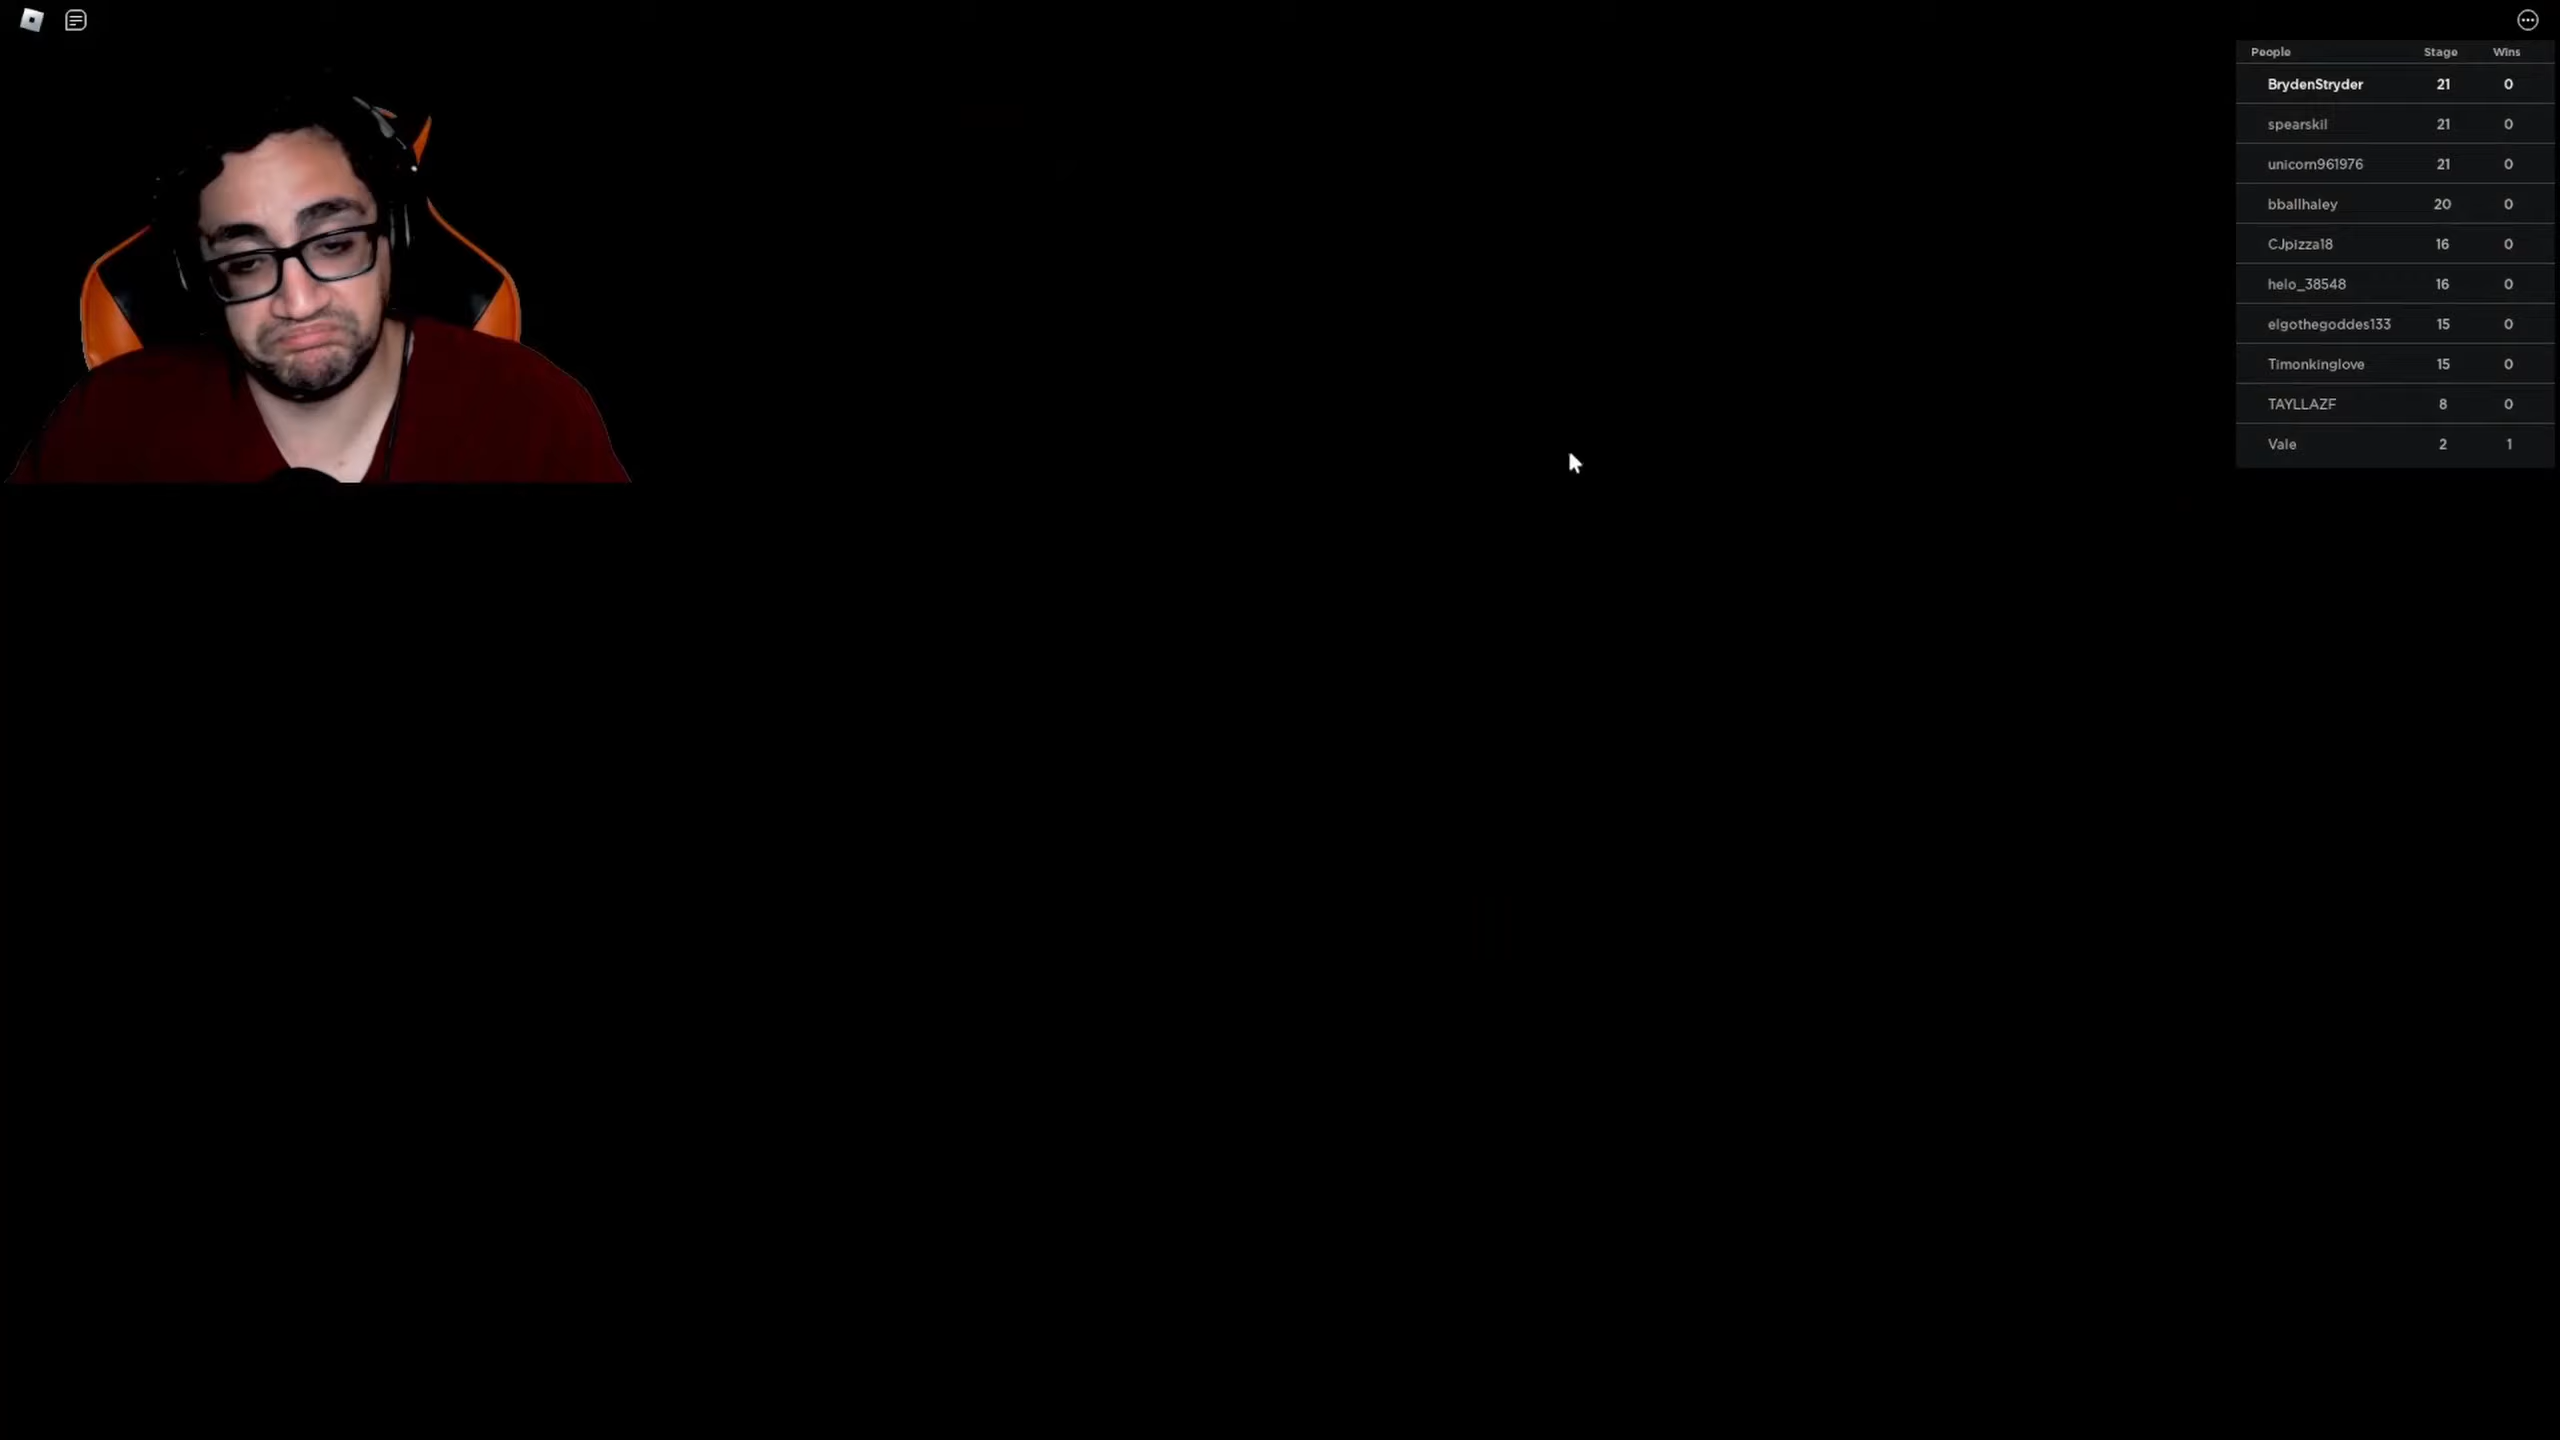 People Stage Wins
BrydenStryder 21 0
spearskil 21 0
unicorn961976 21 0
bballhaley 20 0
CJpizza18 16 0
helo_38548 16 0
elgothegoddes133 15 0
Timonkinglove 15 0
TAYLLAZF 8 0
Vale 2 1